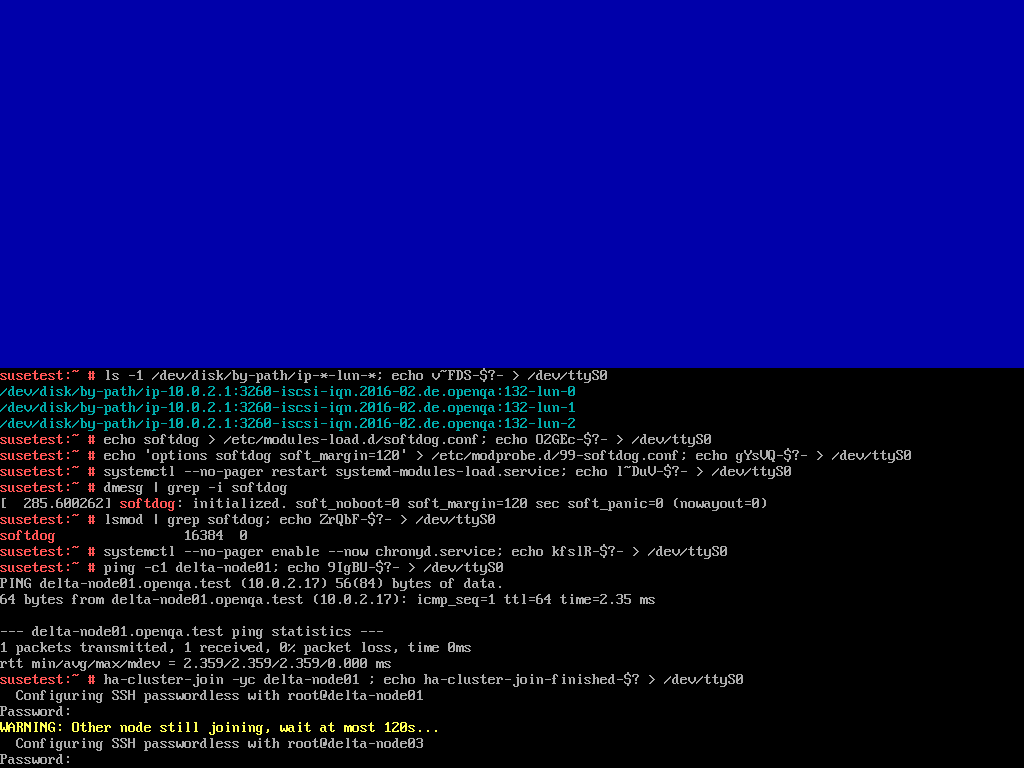 susetest:~ # ls -1 /dev/disk/by-path/ip-*-lun-*; echo v~FDS-$?- > /dev/ttyS0
/dev/disk/by-path/ip-10.0.2.1:3260-iscsi-iqn.2016-02.de.openqa:132-lun-0
/dev/disk/by-path/ip-10.0.2.1:3260-iscsi-iqn.2016-02.de.openqa:132-lun-1
/dev/disk/by-path/ip-10.0.2.1:3260-iscsi-iqn.2016-02.de.openqa:132-lun-2
susetest:~ # echo softdog > /etc/modules-load.d/softdog.conf; echo O2GEc-$?- > /dev/ttyS0
susetest:~ # echo 'options softdog soft_margin=120' > /etc/modprobe.d/99-softdog.conf; echo gYsVQ-$?- > /dev/ttyS0
susetest:~ # systemctl --no-pager restart systemd-modules-load.service; echo l~DuV-$?- > /dev/ttyS0
susetest:~ # dmesg | grep -i softdog
[  285.600262] softdog: initialized. soft_noboot=0 soft_margin=120 sec soft_panic=0 (nowayout=0)
susetest:~ # lsmod | grep softdog; echo ZrQbF-$?- > /dev/ttyS0
softdog                16384  0
susetest:~ # systemctl --no-pager enable --now chronyd.service; echo kfslR-$?- > /dev/ttyS0
susetest:~ # ping -c1 delta-node01; echo 9IgBU-$?- > /dev/ttyS0
PING delta-node01.openqa.test (10.0.2.17) 56(84) bytes of data.
64 bytes from delta-node01.openqa.test (10.0.2.17): icmp_seq=1 ttl=64 time=2.35 ms

--- delta-node01.openqa.test ping statistics ---
1 packets transmitted, 1 received, 0% packet loss, time 0ms
rtt min/avg/max/mdev = 2.359/2.359/2.359/0.000 ms
susetest:~ # ha-cluster-join -yc delta-node01 ; echo ha-cluster-join-finished-$? > /dev/ttyS0
  Configuring SSH passwordless with root@delta-node01
Password:
WARNING: Other node still joining, wait at most 120s...
  Configuring SSH passwordless with root@delta-node03
Password: